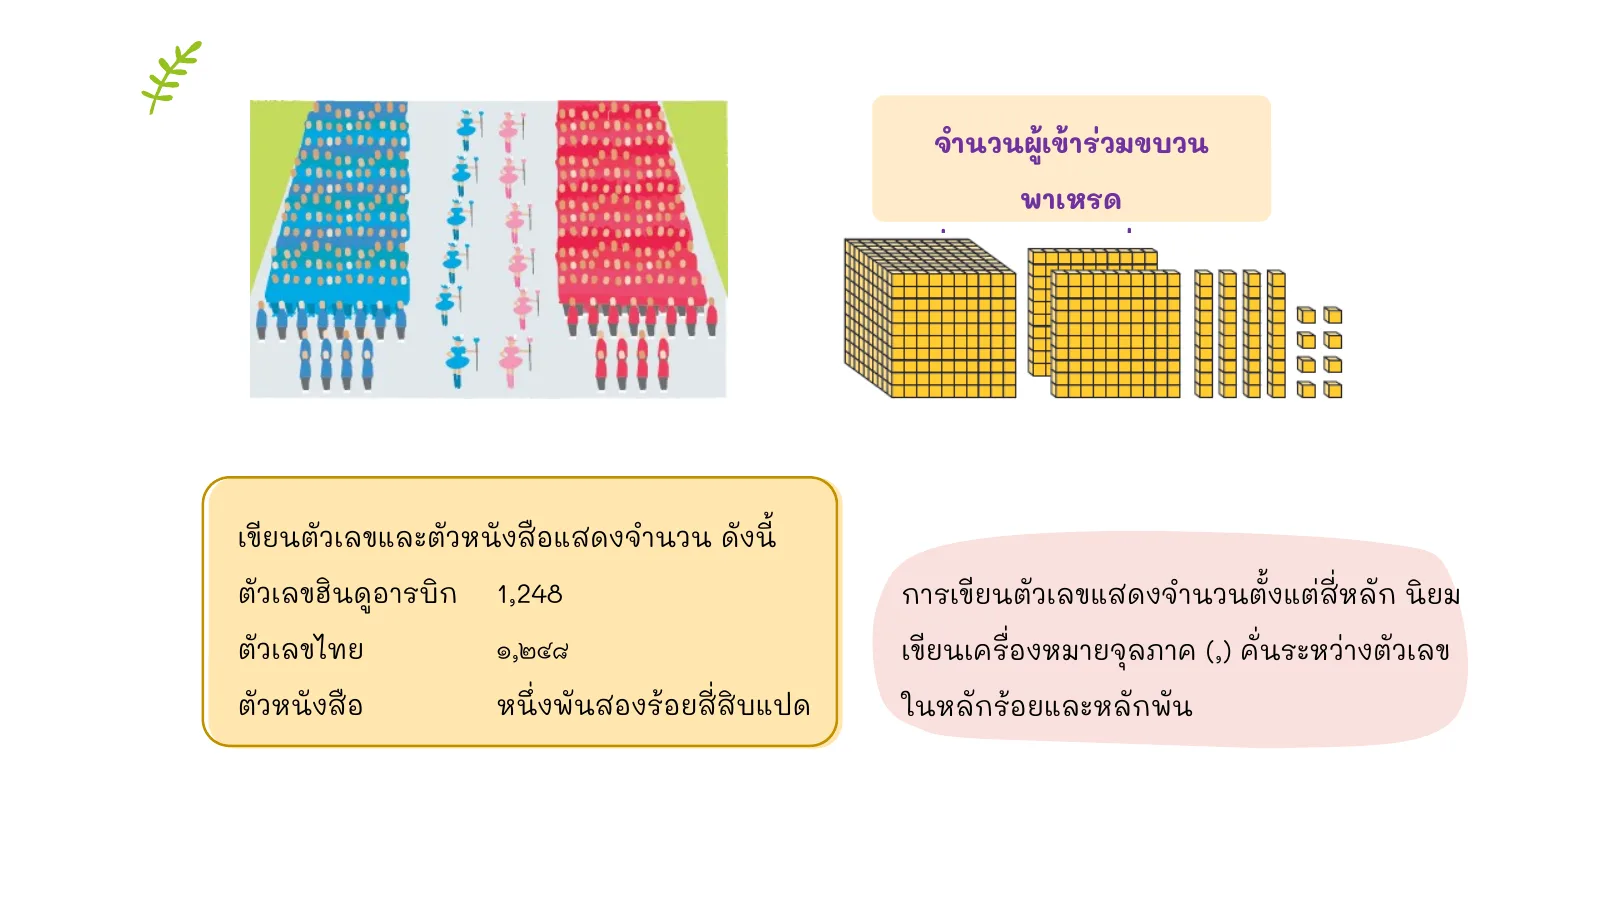 จำนวนผู้เข้าร่วมขบวน
พาเหรด
เขียนตัวเลขและตัวหนังสือแสดงจำนวน ดังนี้
ตัวเลขฮินดูอารบิก 1,248
ตัวเลขไทย ๑,๒๔๘
ตัวหนังสือ หนึ่งพันสองร้อยสี่สิบแปด
การเขียนตัวเลขแสดงจำนวนตั้งแต่สี่หลัก นิยม
เขียนเครื่องหมายจุลภาค (,) คั่นระหว่างตัวเลข
ในหลักร้อยและหลักพัน